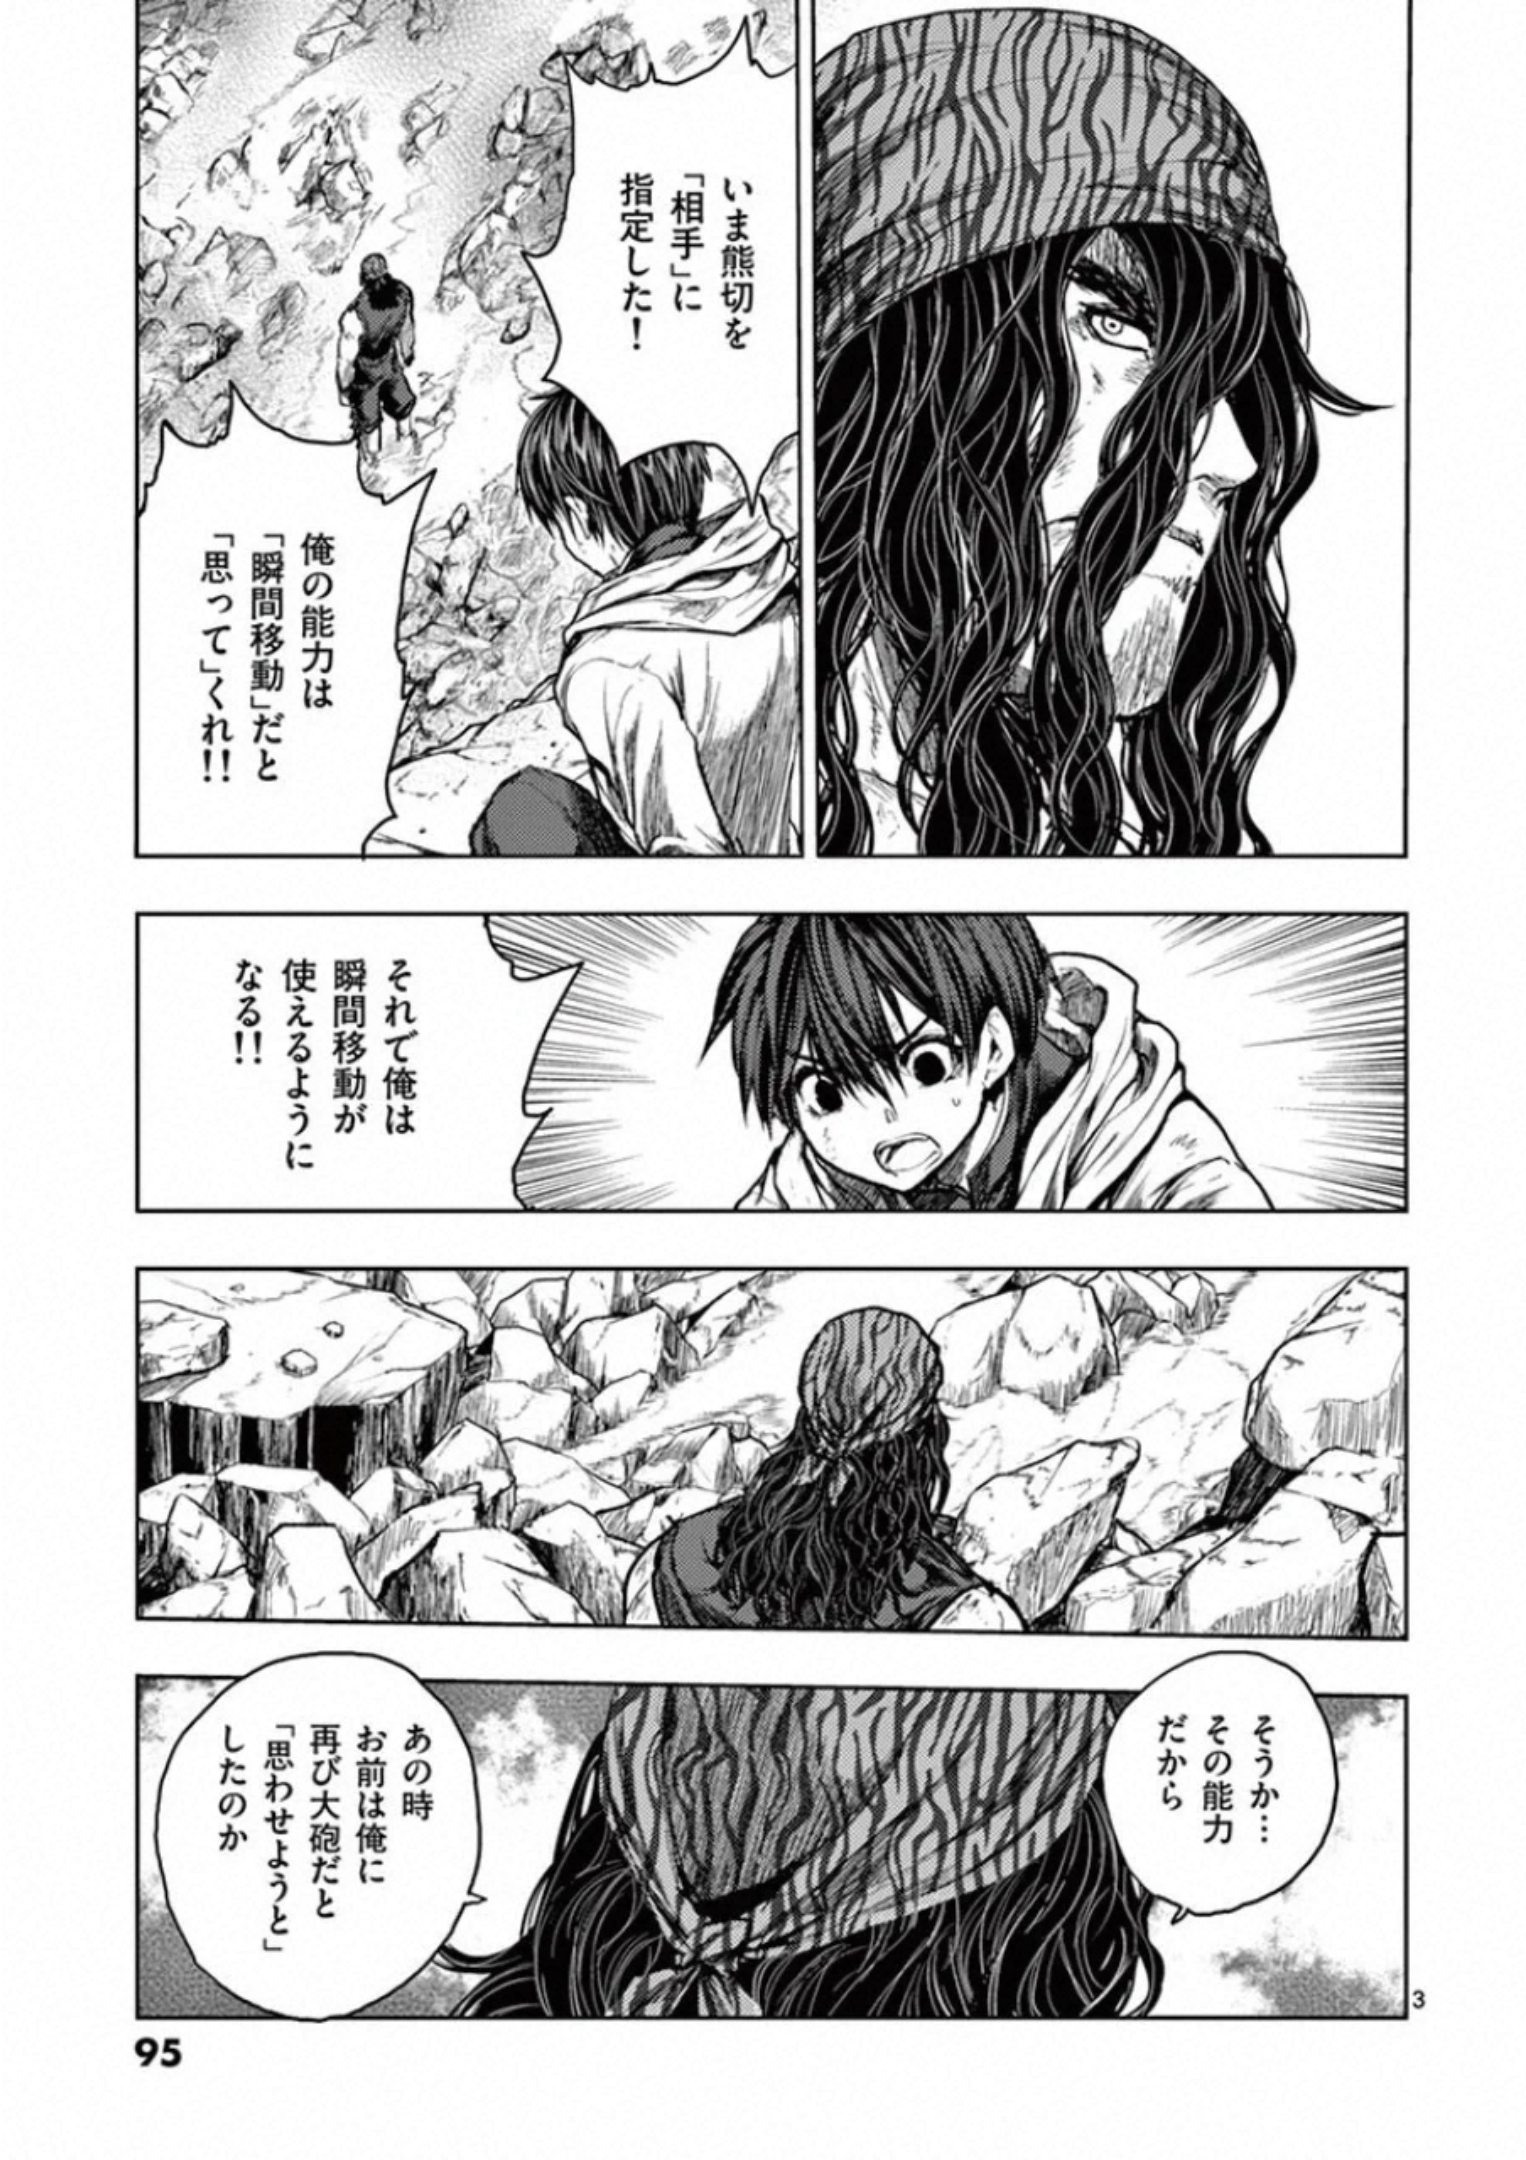 いま熊切を
「相手」に
指定した!
俺の能力は
「瞬間移動」だと
「思って」くれ!!
それで俺は
瞬間移動が
使えるように
なる!!
そうか…
その能力
だから
あの時
お前は俺に
再び大砲だと
「思わせようと」
したのか
3
95